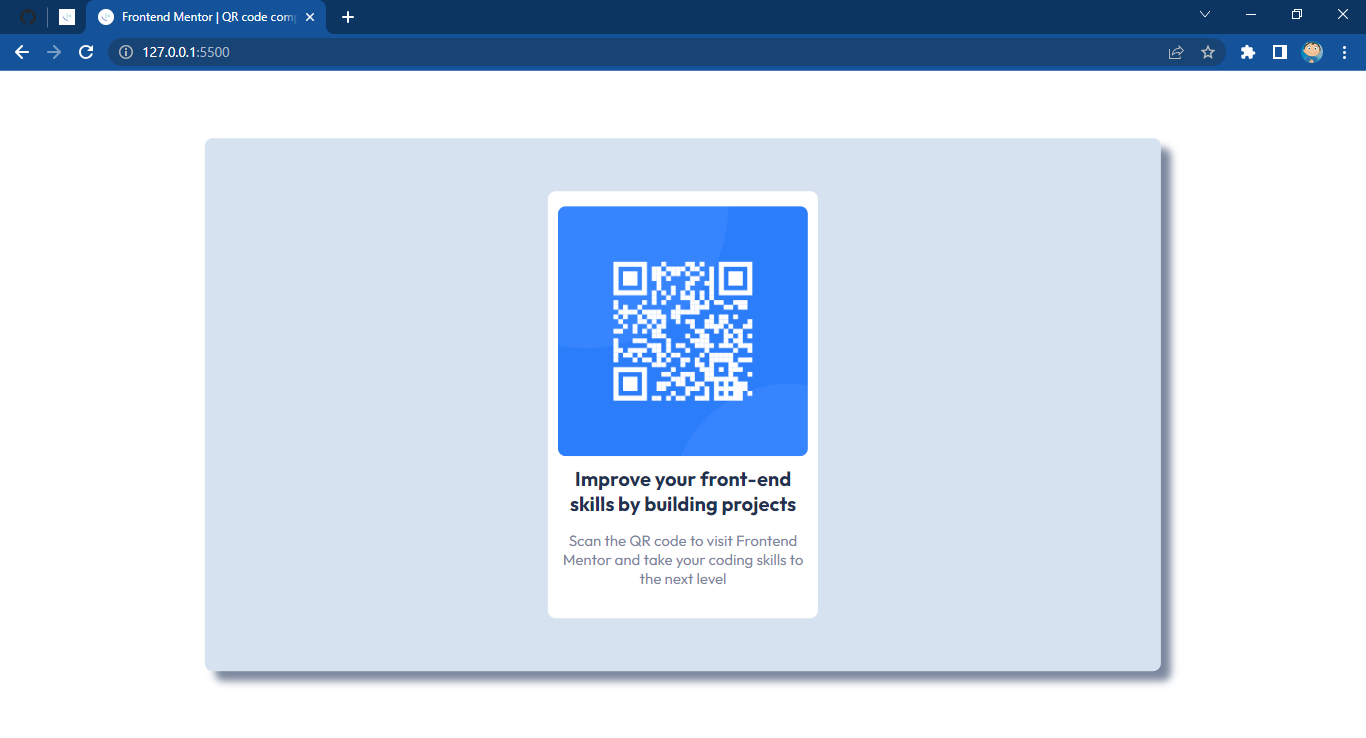 Frontend Mentor | QR code com
127.0.0.1:5500
Improve your front-end
skills by building projects
Scan the QR code to visit Frontend
Mentor and take your coding skills to
the next level